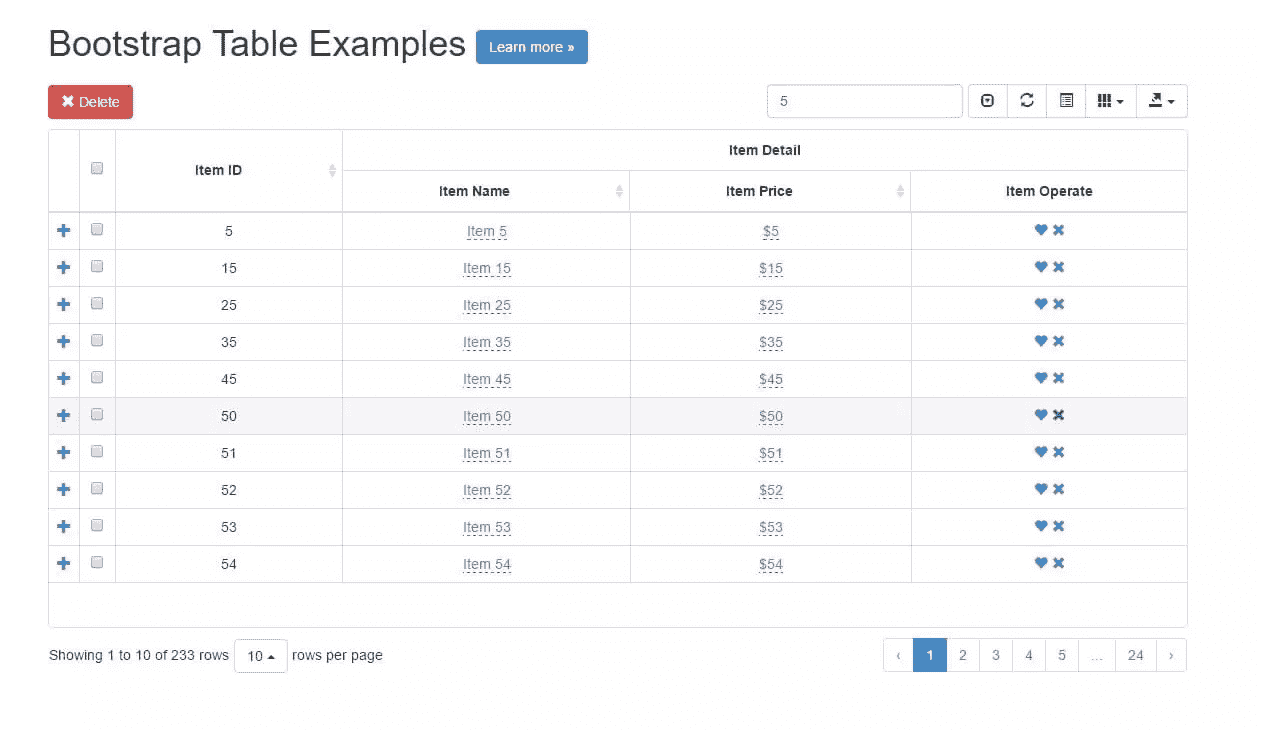 Bootstrap Table Examples Learn more »
Delete 5
Item ID Item Detail
Item Name Item Price Item Operate
5 Item 5 $5
15 Item 15 $15
25 Item 25 $25
35 Item 35 $35
45 Item 45 $45
50 Item 50 $50
51 Item 51 $51
52 Item 52 $52
53 Item 53 $53
54 Item 54 $54
Showing 1 to 10 of 233 rows 10 rows per page ‹ 1 2 3 4 5 ... 24 ›